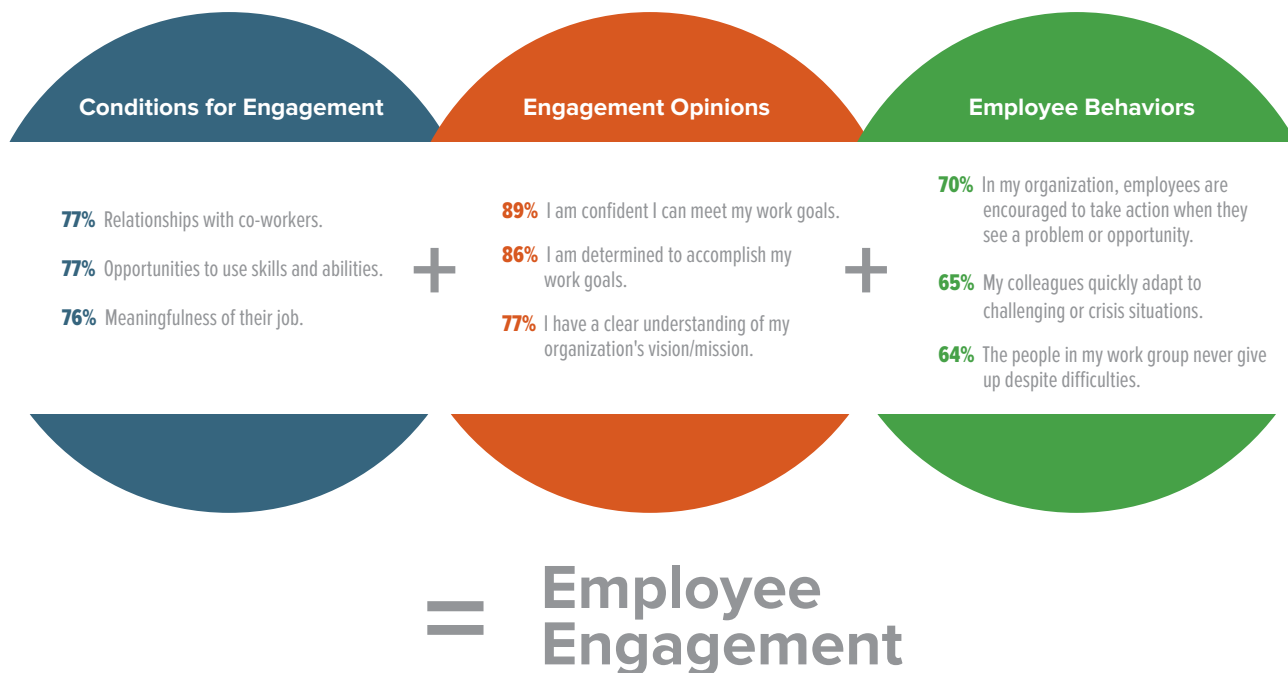 Conditions for Engagement
77% Relationships with co-workers.
77% Opportunities to use skills and abilities.
76% Meaningfulness of their job.
+
Engagement Opinions
89% I am confident I can meet my work goals.
86% I am determined to accomplish my
work goals.
77% I have a clear understanding of my
organization's vision/mission.
+
Employee Behaviors
70% In my organization, employees are
encouraged to take action when they
see a problem or opportunity.
65% My colleagues quickly adapt to
challenging or crisis situations.
64% The people in my work group never give
up despite difficulties.
= Employee
Engagement